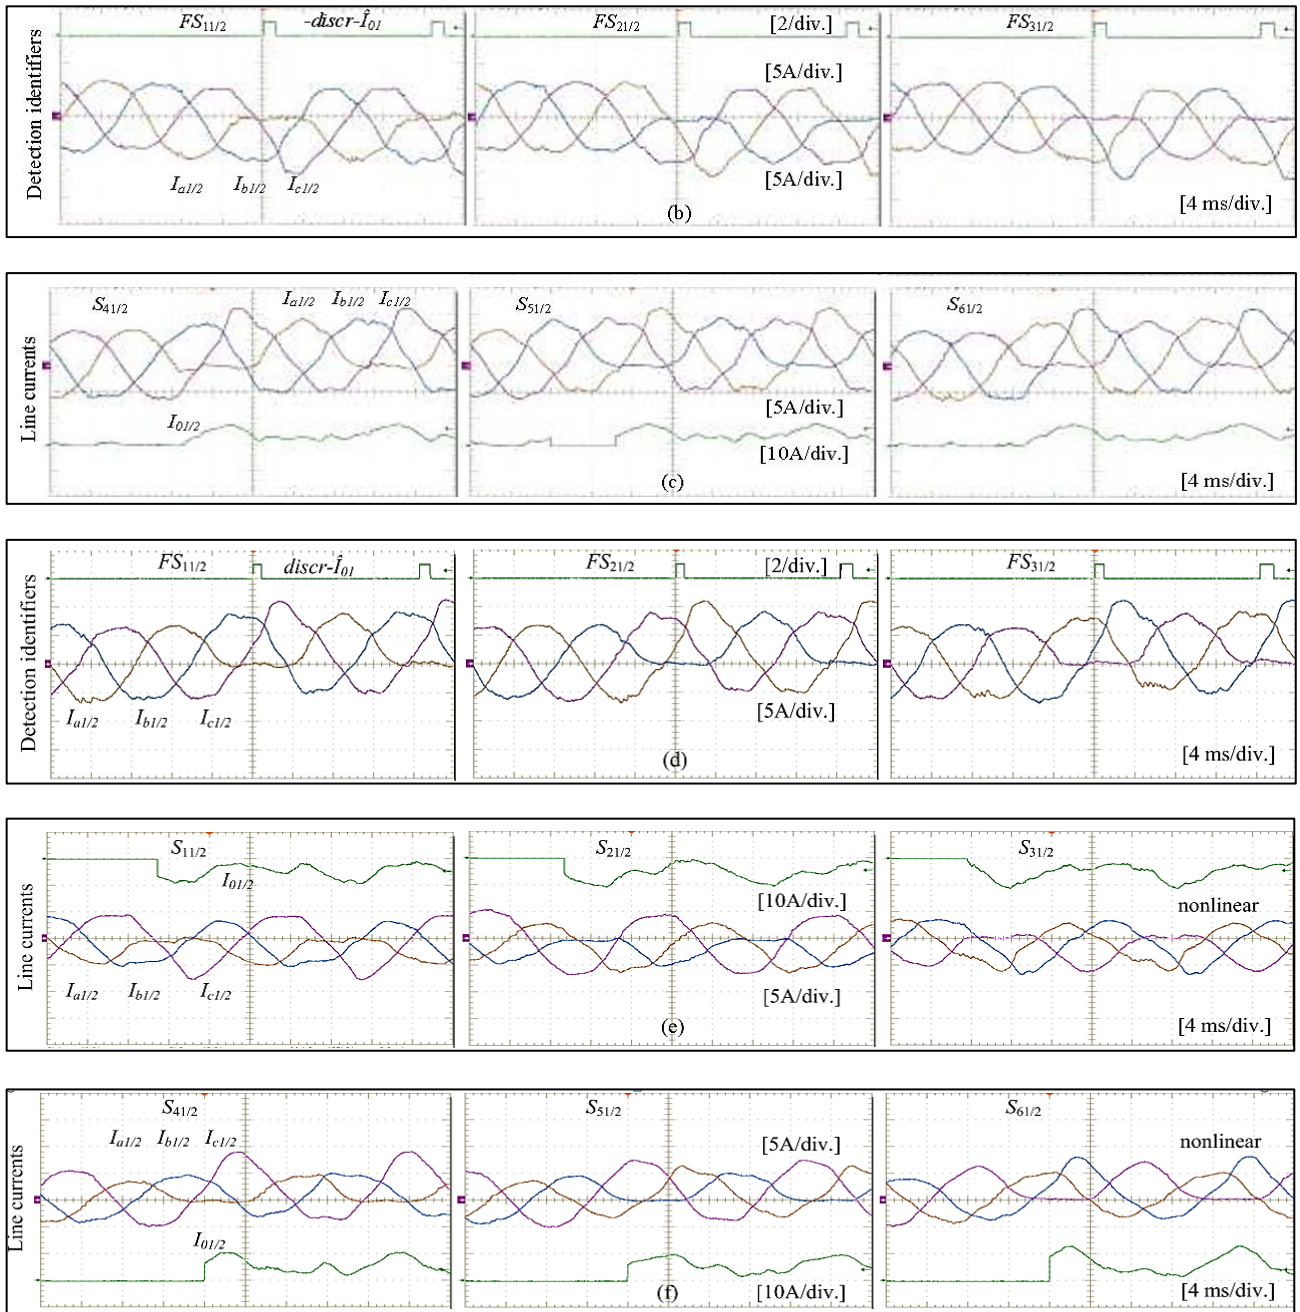 Detection identifiers
FS11/2 -discr-Î01 FS21/2 [2/div.] FS31/2
[5A/div.]
Ia1/2 Ib1/2 Ic1/2 [5A/div.]
(b) [4 ms/div.]
Line currents
S41/2 Ia1/2 Ib1/2 Ic1/2 S51/2 S61/2
[5A/div.]
I01/2
[10A/div.]
(c) [4 ms/div.]
Detection identifiers
FS11/2 discr-Î01 FS21/2 [2/div.] FS31/2
Ia1/2 Ib1/2 Ic1/2 [5A/div.]
(d) [4 ms/div.]
Line currents
S11/2 S21/2 S31/2
I01/2
[10A/div.] nonlinear
Ia1/2 Ib1/2 Ic1/2 [5A/div.]
(e) [4 ms/div.]
Line currents
S41/2 S51/2 S61/2
Ia1/2 Ib1/2 Ic1/2 [5A/div.] nonlinear
I01/2
(f) [10A/div.] [4 ms/div.]